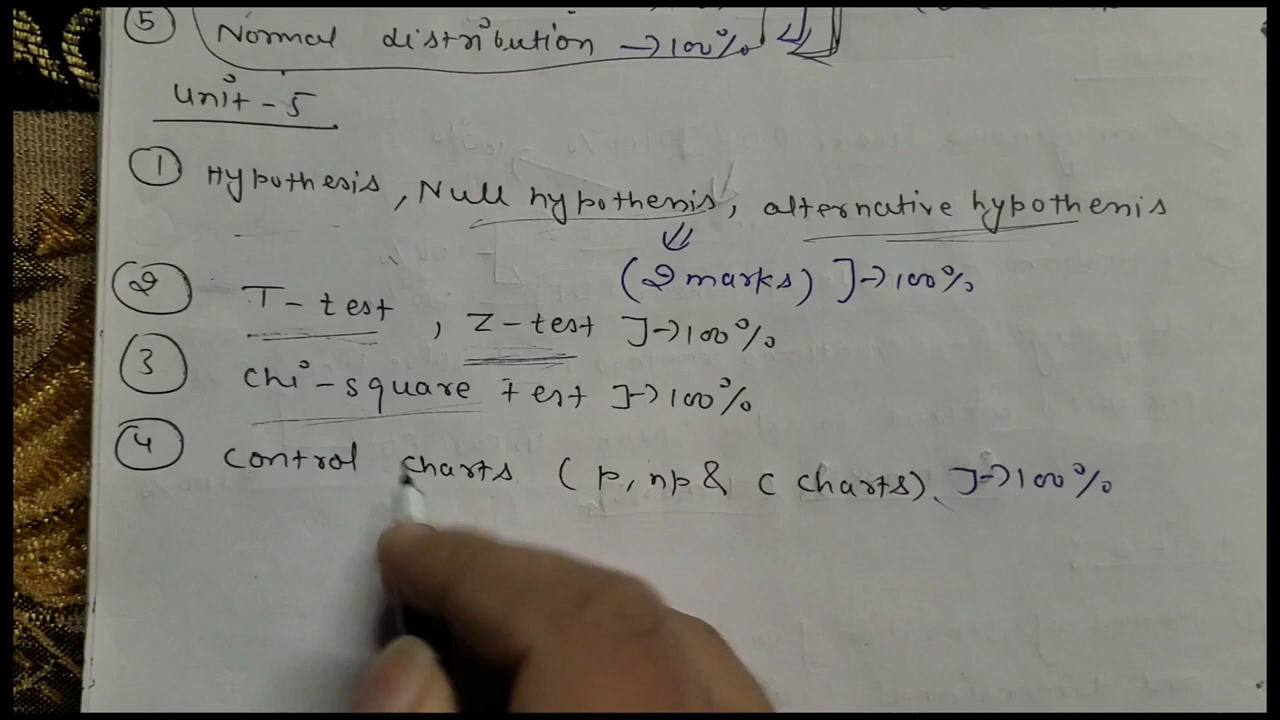 ⑤ Normal distribution → 100%
Unit - 5
① Hypothesis, Null hypothesis, alternative hypothesis
(2 marks) ] → 100%
② T - test, Z - test ] → 100%
③ chi - square test ] → 100%
④ control charts (p, np & c charts). ] → 100%